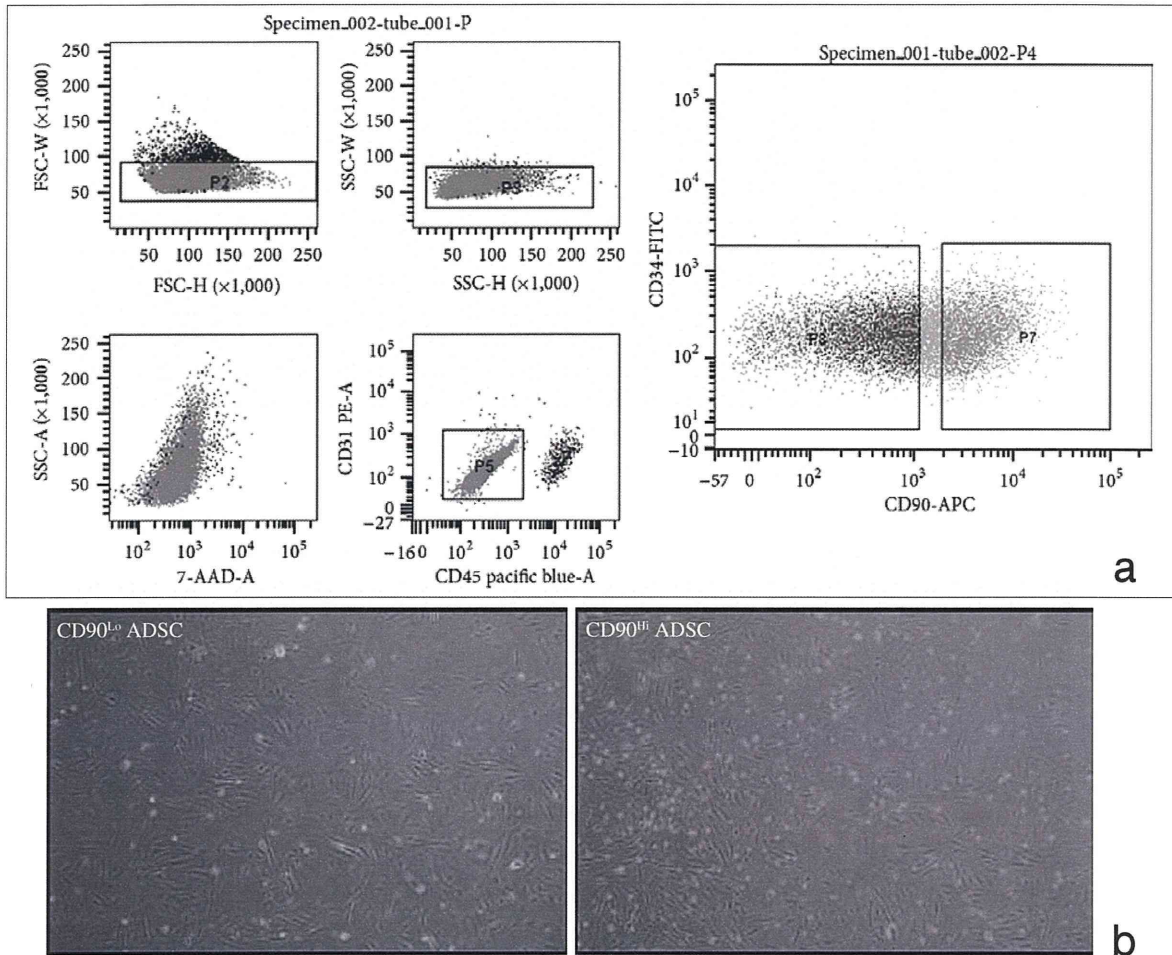 Specimen_002-tube_001-P
250
200
150
100
50
FSC-W (×1,000)
P2
50 100 150 200 250
FSC-H (×1,000)
250
200
150
100
50
SSC-W (×1,000)
P3
50 100 150 200 250
SSC-H (×1,000)
250
200
150
100
50
SSC-A (×1,000)
10² 10³ 10⁴ 10⁵
7-AAD-A
10⁵
10⁴
10³
10²
0
−27
CD31 PE-A
P5
−160 10² 10³ 10⁴ 10⁵
CD45 pacific blue-A
Specimen_001-tube_002-P4
10⁵
10⁴
10³
10²
10¹
0
−10
CD34-FITC
P7
−57 0 10² 10³ 10⁴ 10⁵
CD90-APC
a
CD90ᴸᵒ ADSC
CD90ᴴⁱ ADSC
b